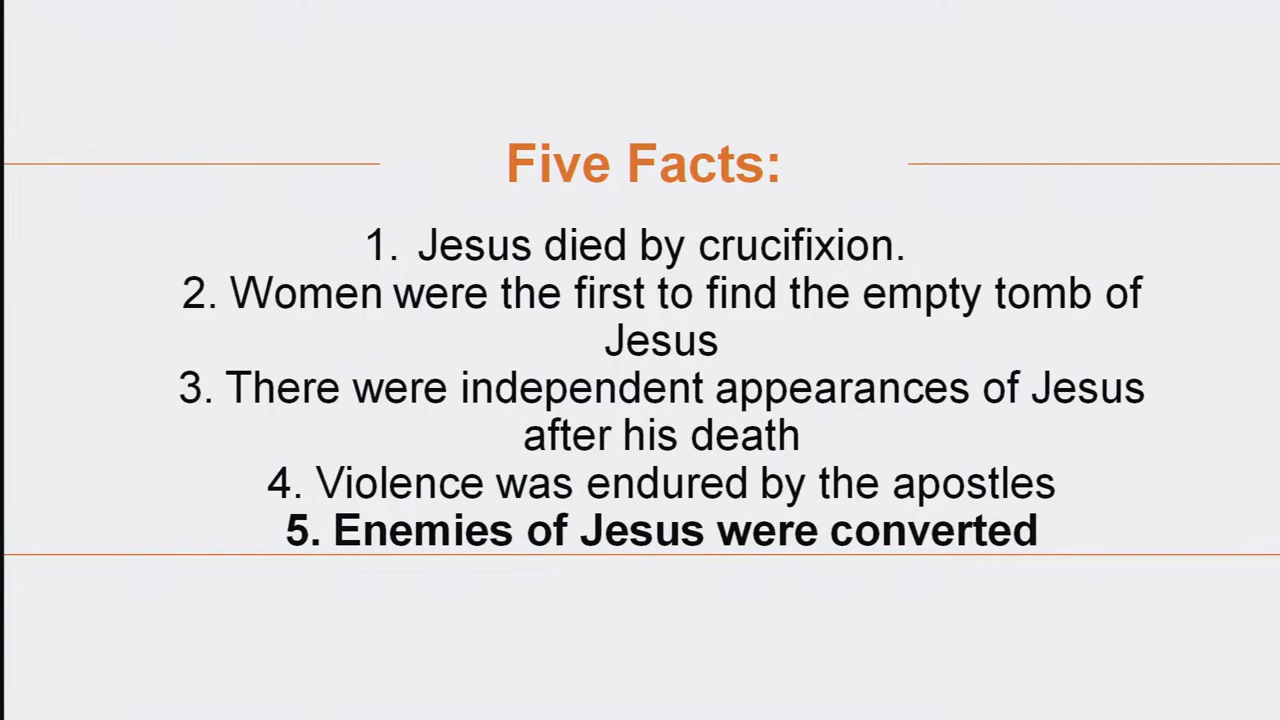 Five Facts:
1. Jesus died by crucifixion.
2. Women were the first to find the empty tomb of
Jesus
3. There were independent appearances of Jesus
after his death
4. Violence was endured by the apostles
5. Enemies of Jesus were converted